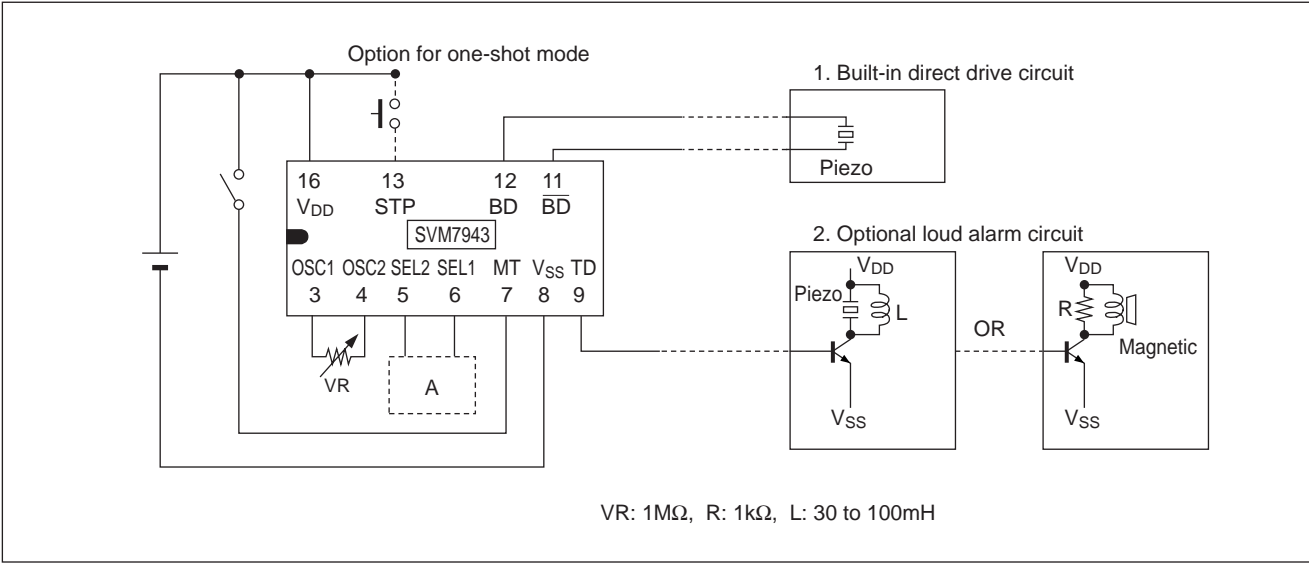 Option for one-shot mode
1. Built-in direct drive circuit
Piezo
16 13 12 11
VDD STP BD BD
SVM7943
OSC1 OSC2 SEL2 SEL1 MT VSS TD
3 4 5 6 7 8 9
VR
A
2. Optional loud alarm circuit
VDD
Piezo
L
VSS
OR
VDD
R
Magnetic
VSS
VR: 1MΩ, R: 1kΩ, L: 30 to 100mH